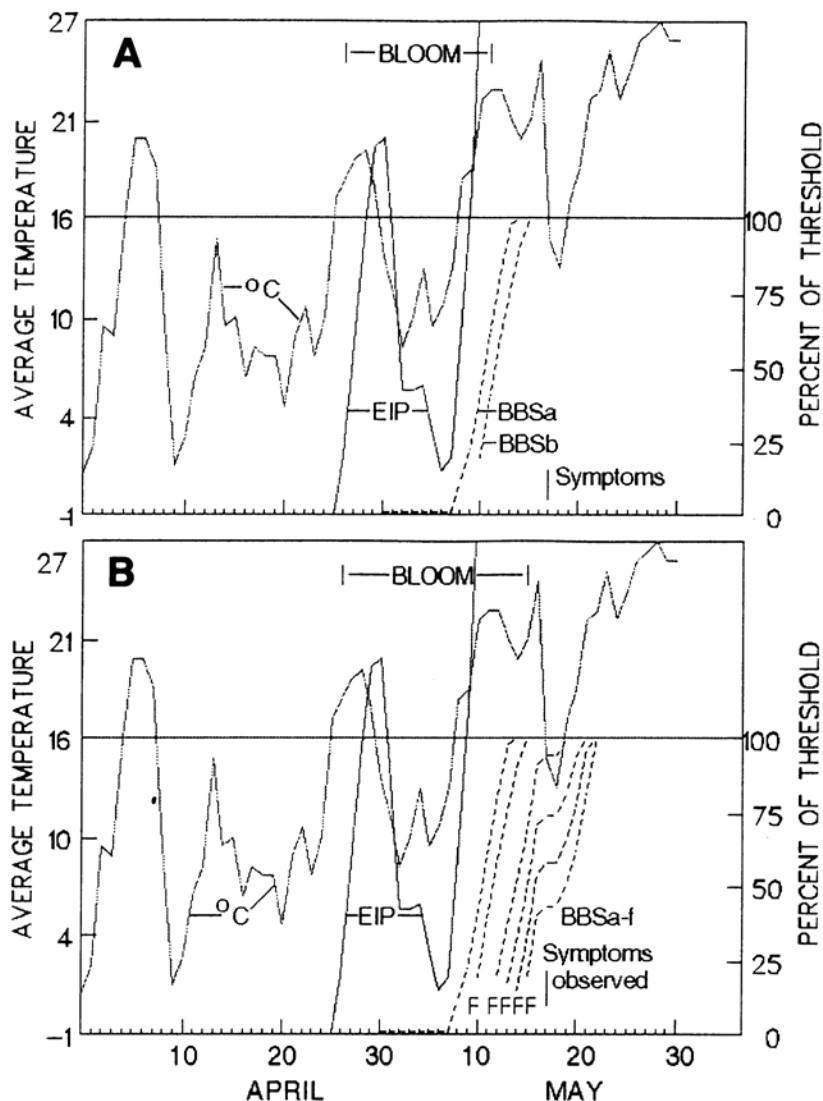 A
BLOOM
27
21
16
10
4
-1
AVERAGE TEMPERATURE
°C
EIP
BBSa
BBSb
Symptoms
100
75
50
25
0
PERCENT OF THRESHOLD
B
BLOOM
27
21
16
10
4
-1
AVERAGE TEMPERATURE
°C
EIP
BBSa-f
Symptoms
observed
F FFFF
100
75
50
25
0
PERCENT OF THRESHOLD
10 20 30 10 20 30
APRIL MAY